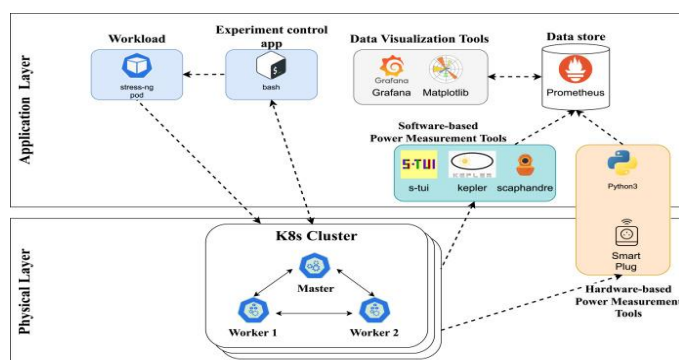 Application Layer
Workload
stress-ng
pod
Experiment control
app
$
bash
Data Visualization Tools
Grafana
Grafana
Matplotlib
Data store
Prometheus
Software-based
Power Measurement Tools
S-TUI
KEPLER
s-tui
kepler
scaphandre
Python3
Smart
Plug
Hardware-based
Power Measurement
Tools
Physical Layer
K8s Cluster
Master
Worker 1
Worker 2